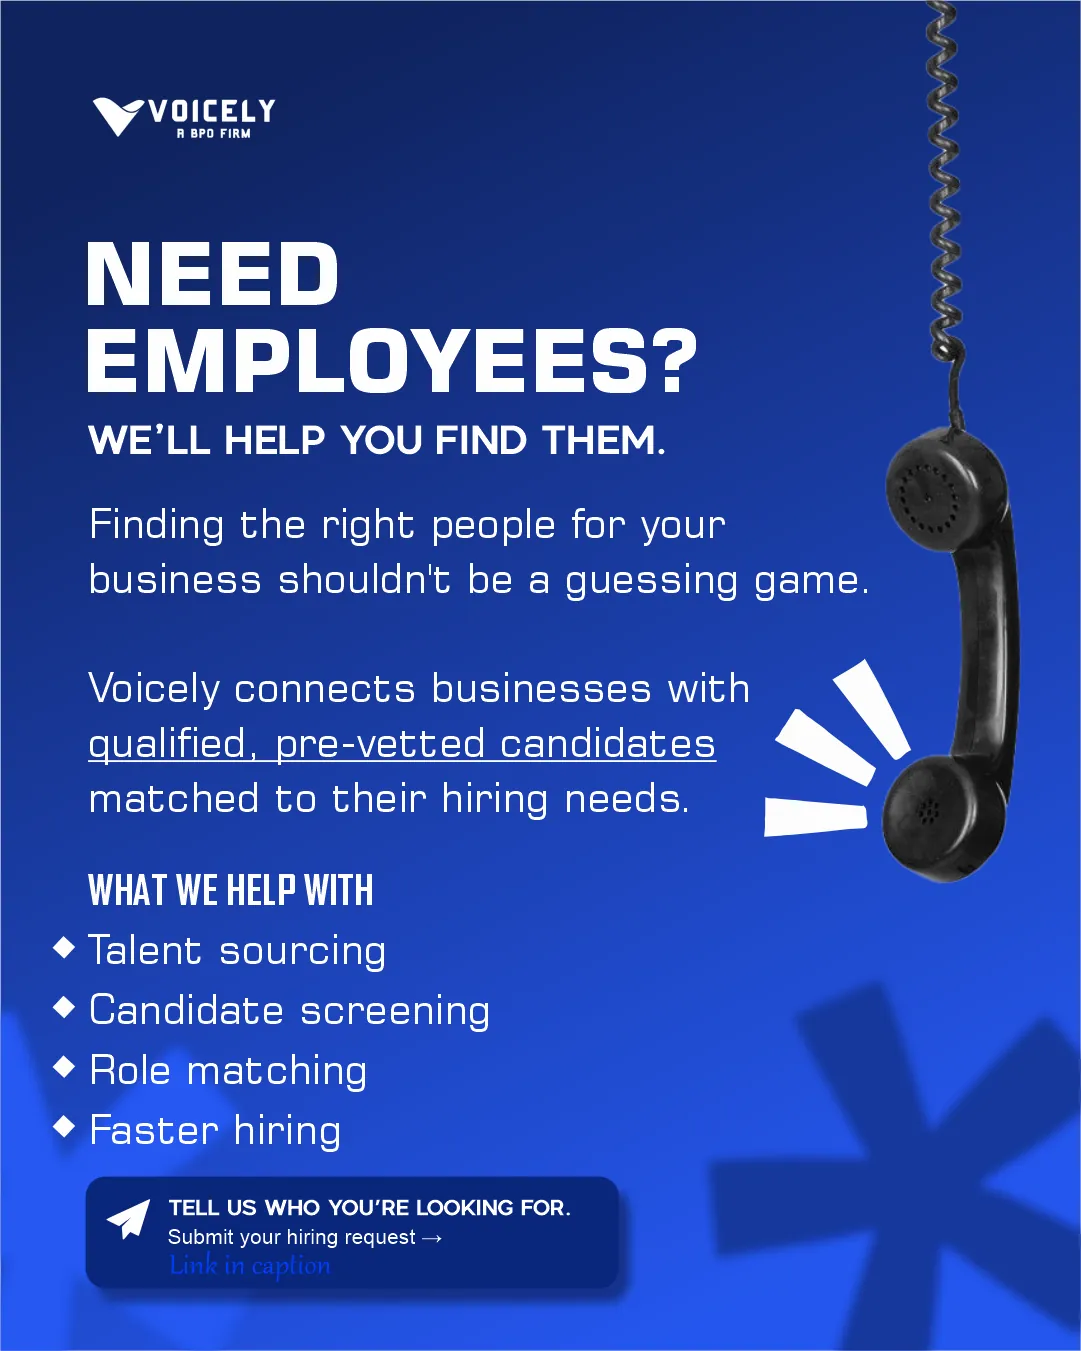 VOICELY
A BPO FIRM
NEED
EMPLOYEES?
WE'LL HELP YOU FIND THEM.
Finding the right people for your
business shouldn't be a guessing game.
Voicely connects businesses with
qualified, pre-vetted candidates
matched to their hiring needs.
WHAT WE HELP WITH
◆ Talent sourcing
◆ Candidate screening
◆ Role matching
◆ Faster hiring
TELL US WHO YOU'RE LOOKING FOR.
Submit your hiring request →
Link in caption